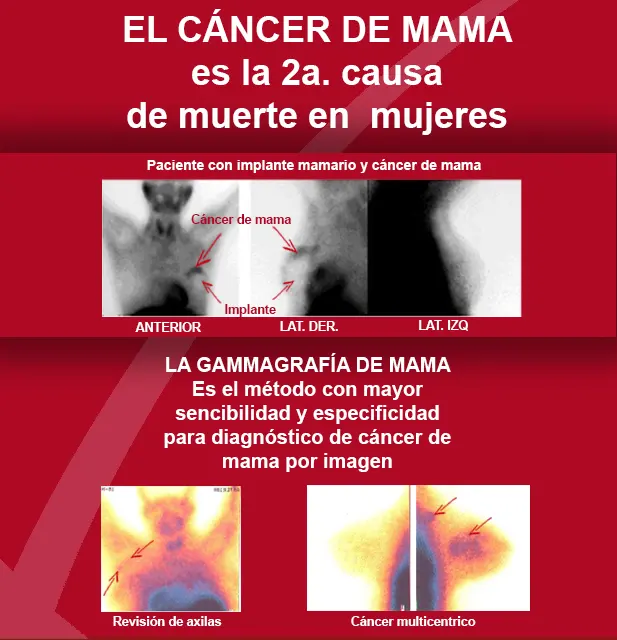 EL CÁNCER DE MAMA
es la 2a. causa
de muerte en mujeres
Paciente con implante mamario y cáncer de mama
Cáncer de mama
Implante
ANTERIOR
LAT. DER.
LAT. IZQ
LA GAMMAGRAFÍA DE MAMA
Es el método con mayor
sencibilidad y especificidad
para diagnóstico de cáncer de
mama por imagen
Revisión de axilas
Cáncer multicentrico